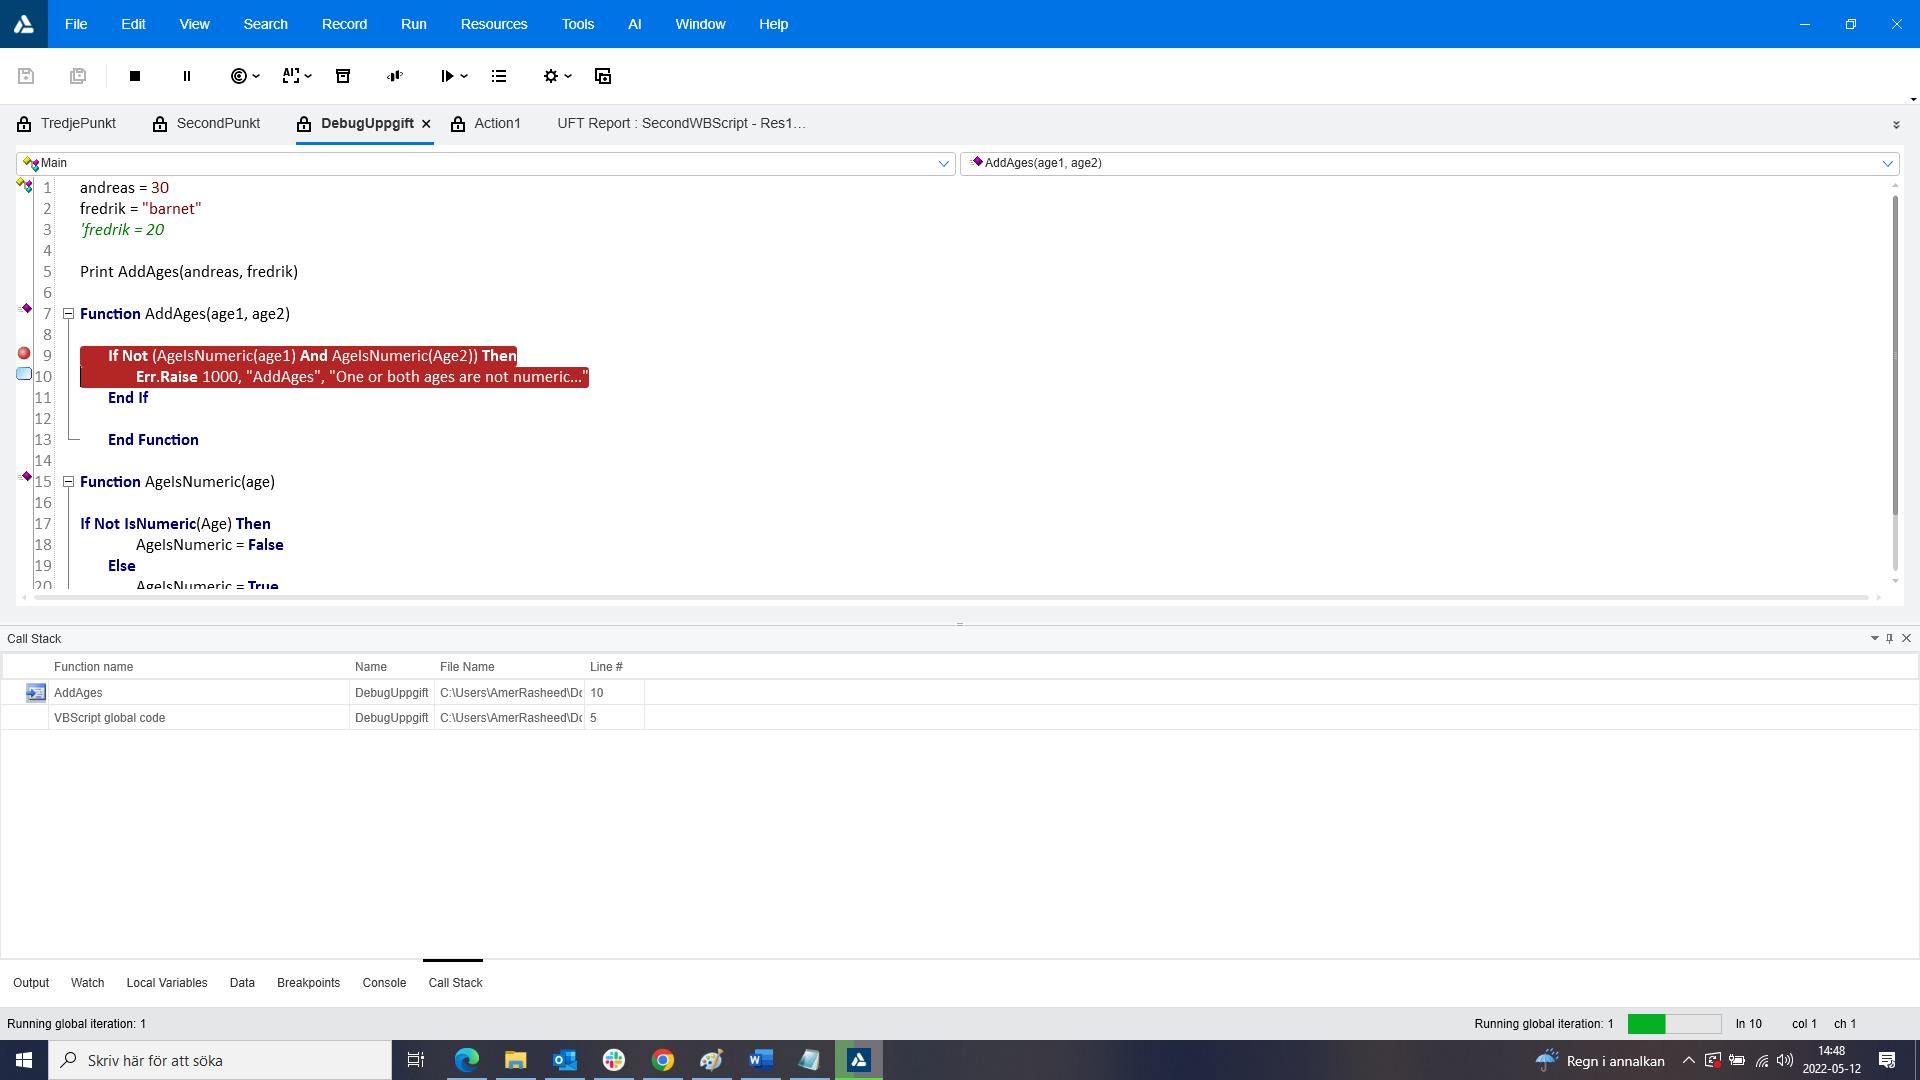 File Edit View Search Record Run Resources Tools AI Window Help
TredjePunkt SecondPunkt DebugUppgift Action1 UFT Report : SecondWBScript - Res1...
Main AddAges(age1, age2)
1 andreas = 30
2 fredrik = "barnet"
3 'fredrik = 20
4
5 Print AddAges(andreas, fredrik)
6
7 Function AddAges(age1, age2)
8
9 If Not (AgeIsNumeric(age1) And AgeIsNumeric(Age2)) Then
10 Err.Raise 1000, "AddAges", "One or both ages are not numeric..."
11 End If
12
13 End Function
14
15 Function AgeIsNumeric(age)
16
17 If Not IsNumeric(Age) Then
18 AgeIsNumeric = False
19 Else
20 AgeIsNumeric = True
Call Stack
Function name Name File Name Line #
AddAges DebugUppgift C:\Users\AmerRasheed\Dc 10
VBScript global code DebugUppgift C:\Users\AmerRasheed\Dc 5
Output Watch Local Variables Data Breakpoints Console Call Stack
Running global iteration: 1 Running global iteration: 1 ln 10 col 1 ch 1
Skriv här för att söka Regn i annalkan 14:48
2022-05-12